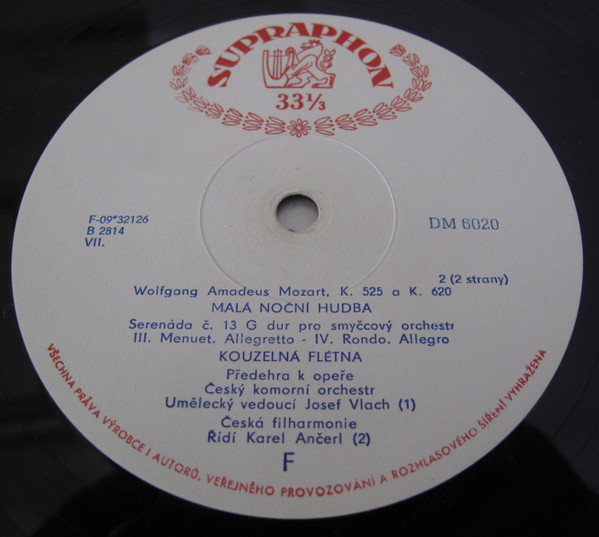 SUPRAPHON
33⅓
F-09*32126
B 2814
VII.
DM 6020
2 (2 strany)
Wolfgang Amadeus Mozart, K. 525 a K. 620
MALÁ NOČNÍ HUDBA
Serenáda č. 13 G dur pro smyčcový orchestr
III. Menuet. Allegretto - IV. Rondo. Allegro
KOUZELNÁ FLÉTNA
Předehra k opeře
Český komorní orchestr
Umělecký vedoucí Josef Vlach (1)
Česká filharmonie
Řídí Karel Ančerl (2)
F
VŠECHNA PRÁVA VÝROBCE I AUTORŮ, VEŘEJNÉHO PROVOZOVÁNÍ A ROZHLASOVÉHO ŠÍŘENÍ VYHRAŽENA